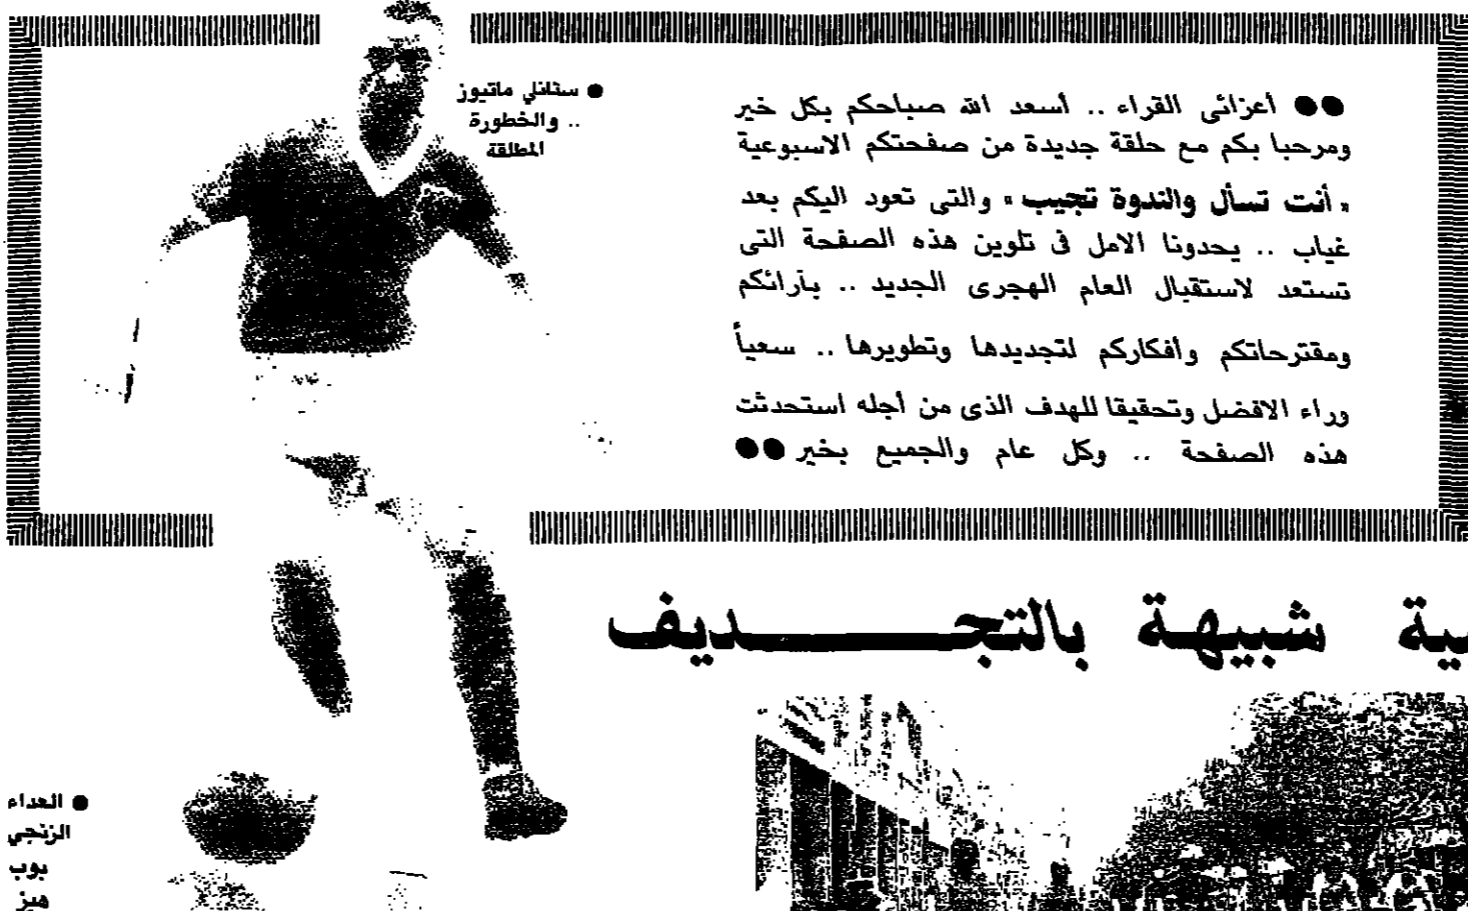 ●● أعزائى القراء .. أسعد الله صباحكم بكل خير
ومرحبا بكم مع حلقة جديدة من صفحتكم الاسبوعية
« أنت تسأل والندوة تجيب » والتى تعود اليكم بعد
غياب .. يحدونا الامل فى تلوين هذه الصفحة التى
تستعد لاستقبال العام الهجرى الجديد .. بآرائكم
ومقترحاتكم وأفكاركم لتجديدها وتطويرها .. سعياً
وراء الافضل وتحقيقا للهدف الذى من أجله استحدثت
هذه الصفحة .. وكل عام والجميع بخير ●●
● ستانلي ماتيوز
.. والخطورة
المطلقة
ية شبيهة بالتجـــــديف
● العداء
الزنجي
بوب
هيز